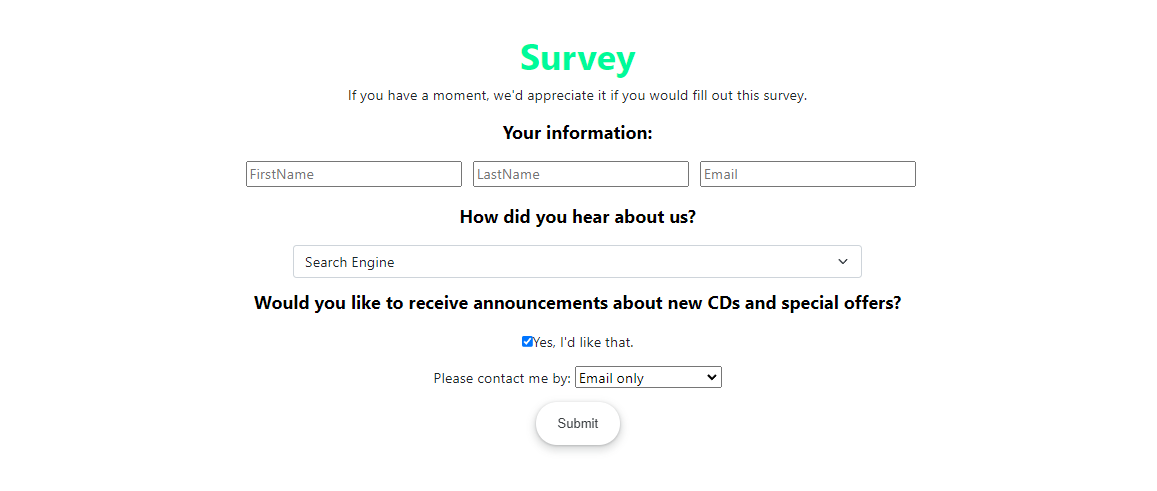 Survey
If you have a moment, we'd appreciate it if you would fill out this survey.
Your information:
FirstName LastName Email
How did you hear about us?
Search Engine
Would you like to receive announcements about new CDs and special offers?
Yes, I'd like that.
Please contact me by: Email only
Submit